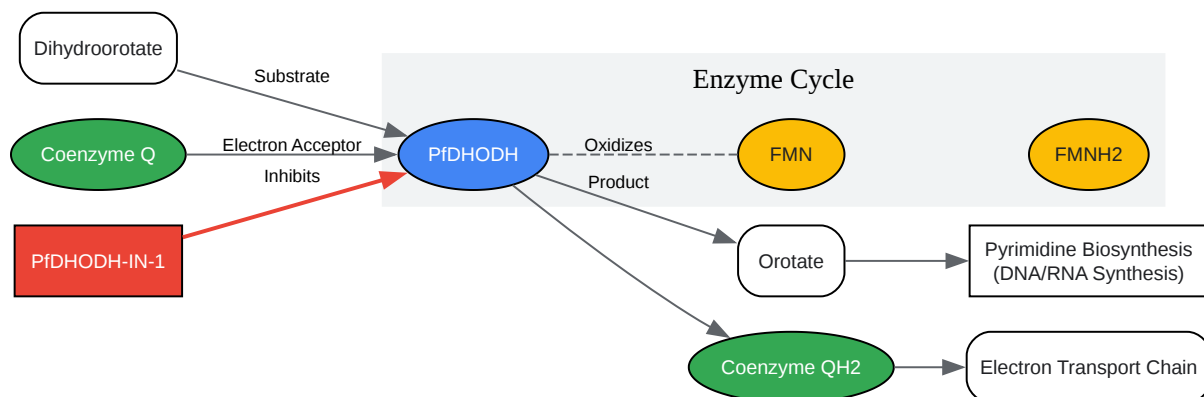 Dihydroorotate
Substrate
Enzyme Cycle
Coenzyme Q
Electron Acceptor
PfDHODH
Oxidizes
FMN
FMNH2
Inhibits
Product
PfDHODH-IN-1
Orotate
Pyrimidine Biosynthesis
(DNA/RNA Synthesis)
Coenzyme QH2
Electron Transport Chain